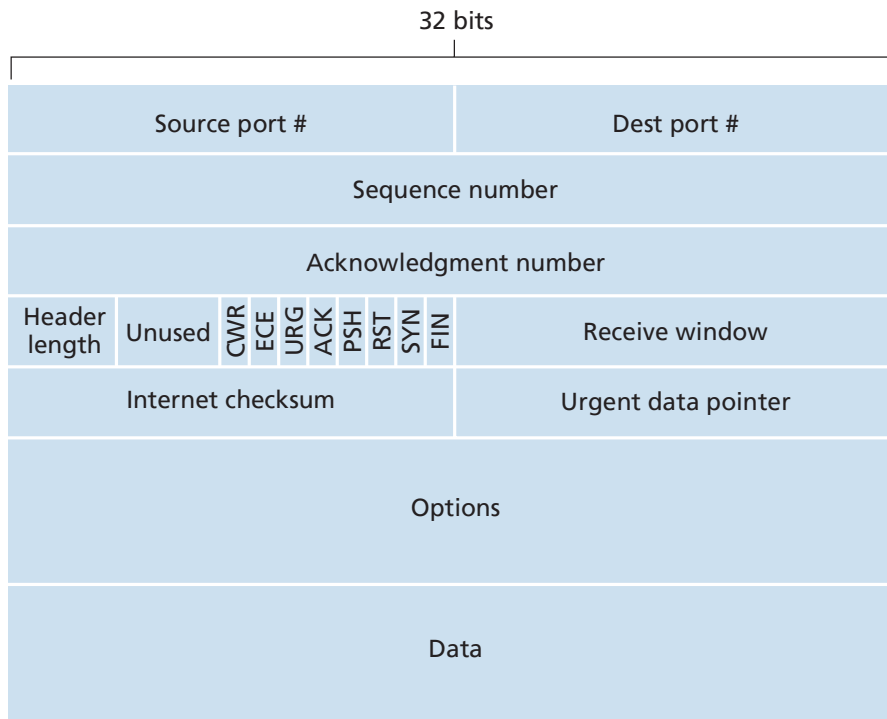 32 bits
Source port #
Dest port #
Sequence number
Acknowledgment number
Header
length
Unused
CWR
ECE
URG
ACK
PSH
RST
SYN
FIN
Receive window
Internet checksum
Urgent data pointer
Options
Data